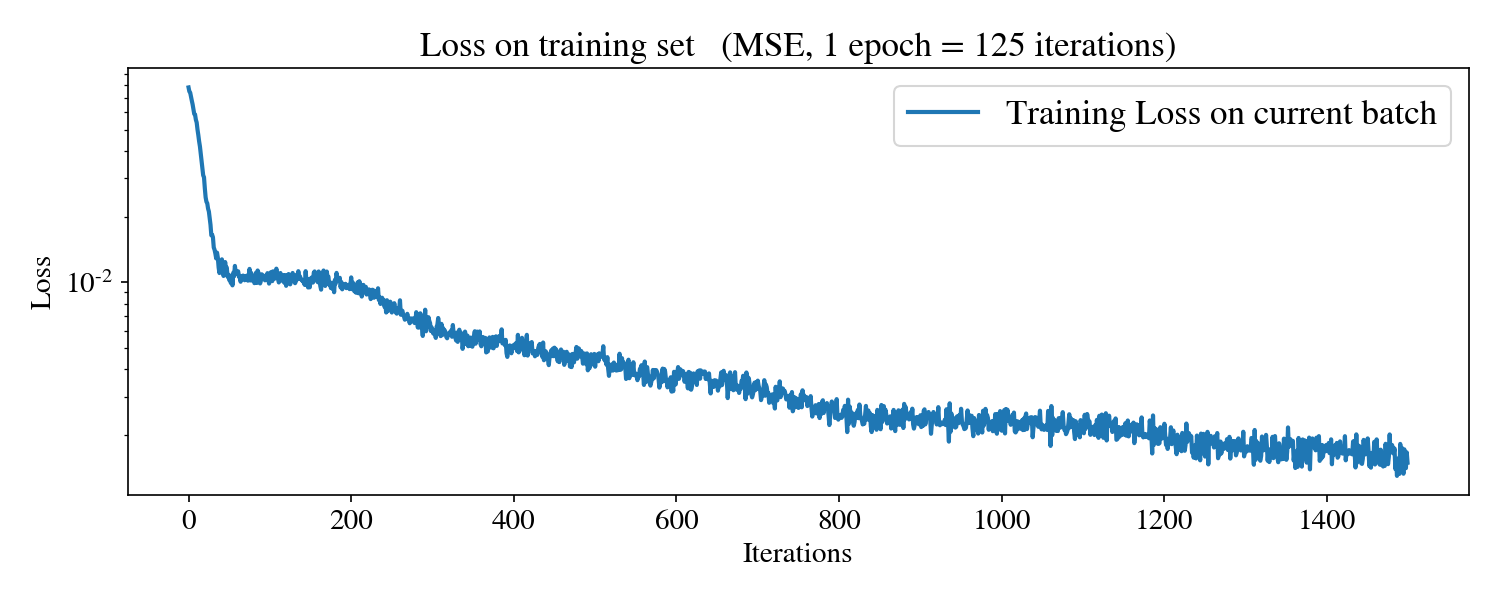 Loss on training set (MSE, 1 epoch = 125 iterations)
Training Loss on current batch
Loss
10⁻²
0 200 400 600 800 1000 1200 1400
Iterations